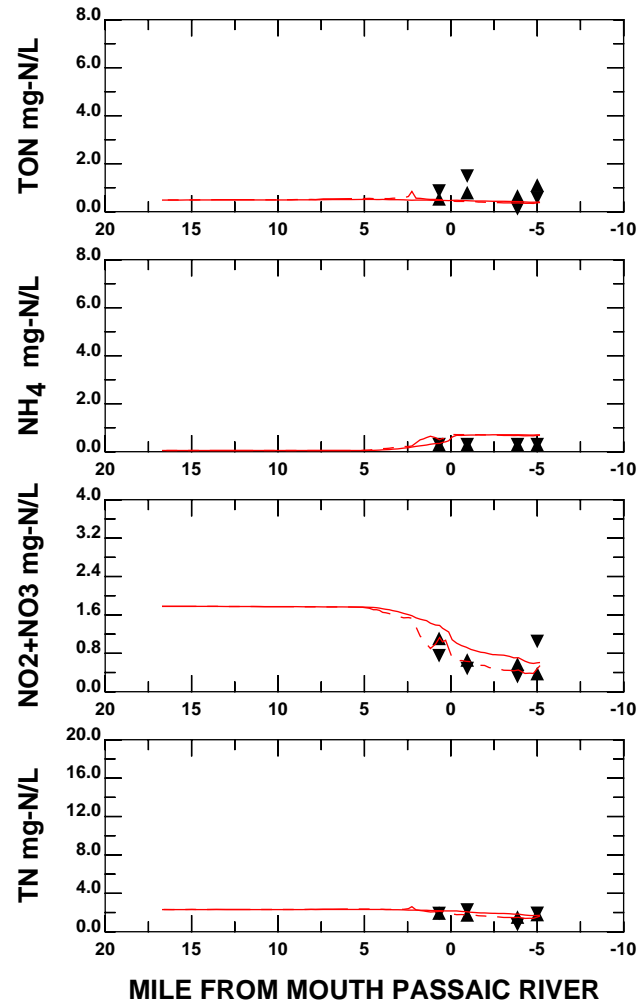 TON mg-N/L
8.0
6.0
4.0
2.0
0.0
20 15 10 5 0 -5 -10
NH4 mg-N/L
8.0
6.0
4.0
2.0
0.0
20 15 10 5 0 -5 -10
NO2+NO3 mg-N/L
4.0
3.2
2.4
1.6
0.8
0.0
20 15 10 5 0 -5 -10
TN mg-N/L
20.0
16.0
12.0
8.0
4.0
0.0
20 15 10 5 0 -5 -10
MILE FROM MOUTH PASSAIC RIVER